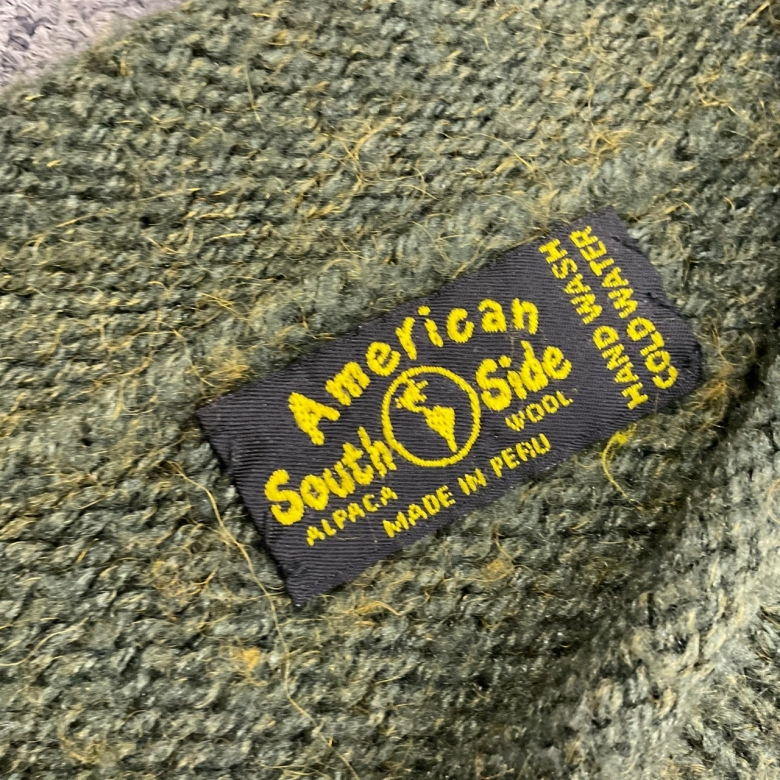 American
South Side
ALPACA WOOL
MADE IN PERU
HAND WASH
COLD WATER